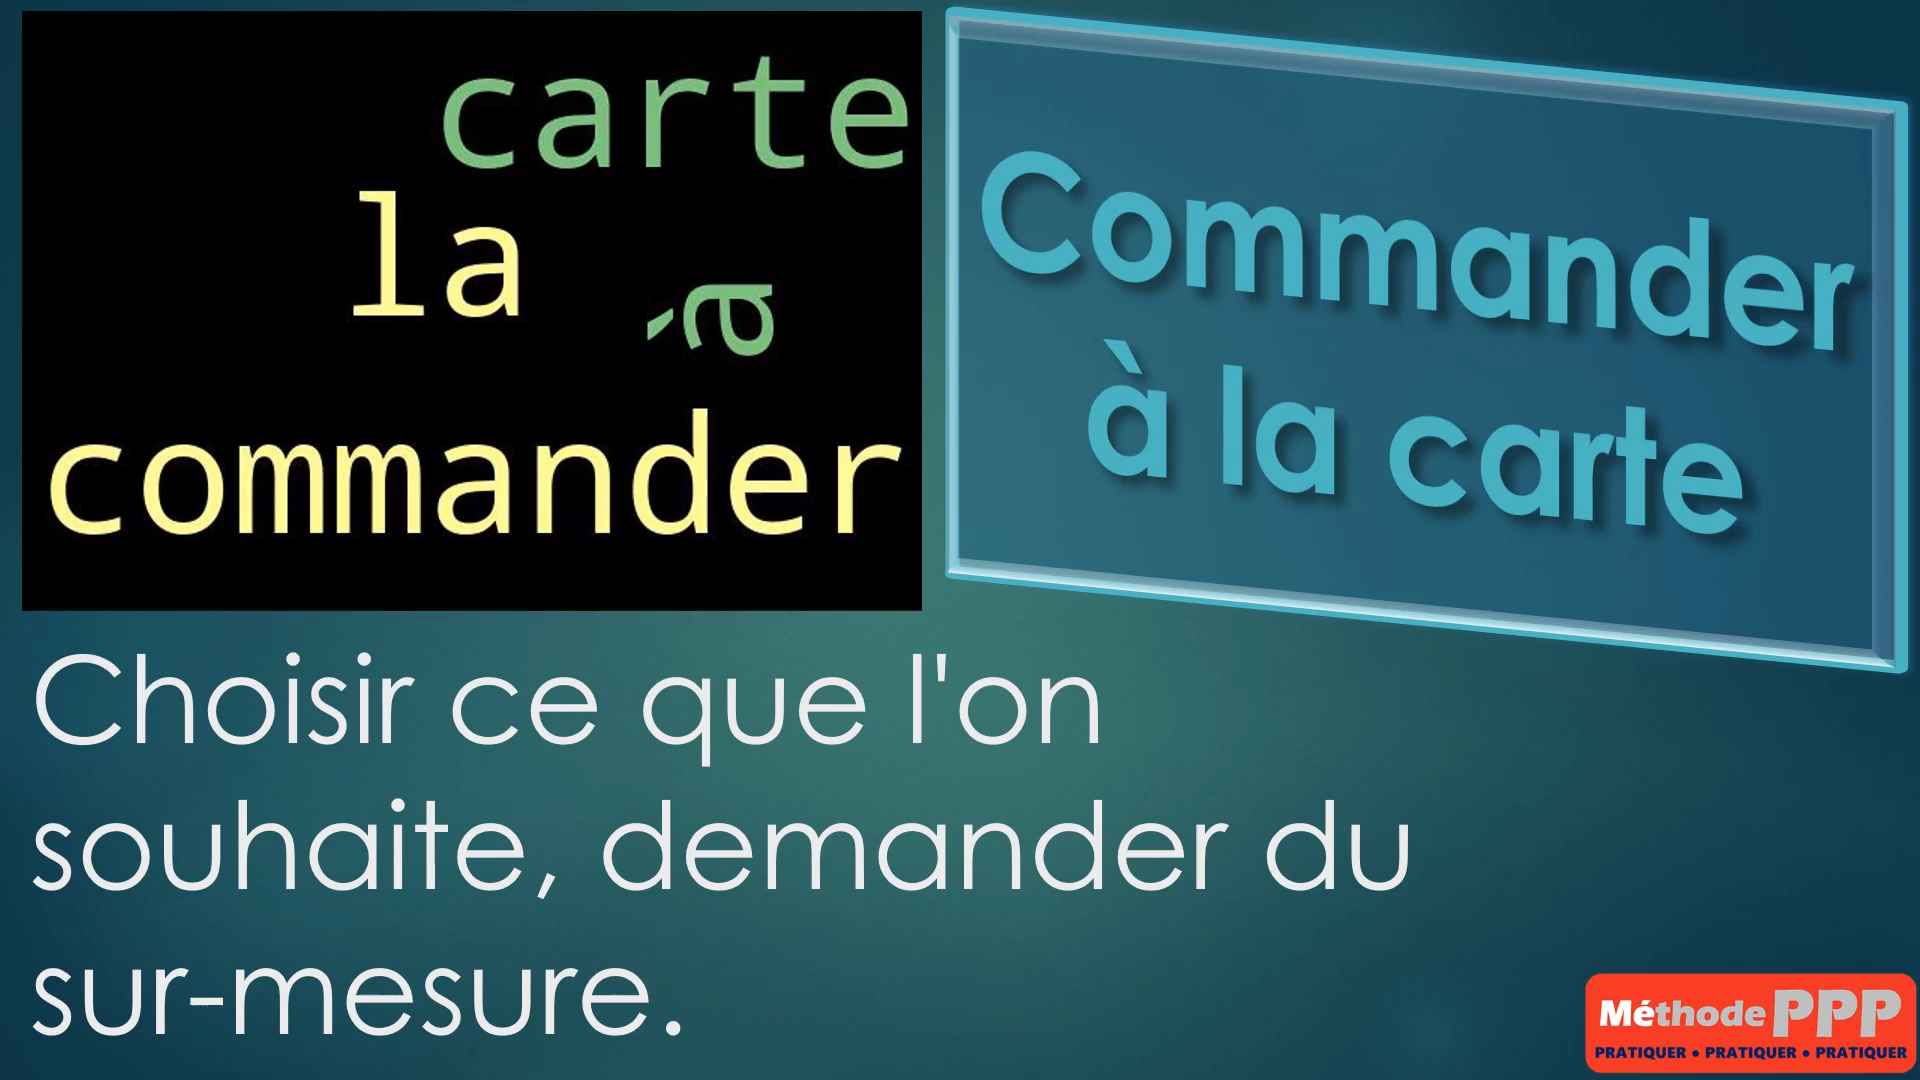 carte
la
à
commander
Commander
à la carte
Choisir ce que l'on
souhaite, demander du
sur-mesure.
Méthode PPP
PRATIQUER • PRATIQUER • PRATIQUER